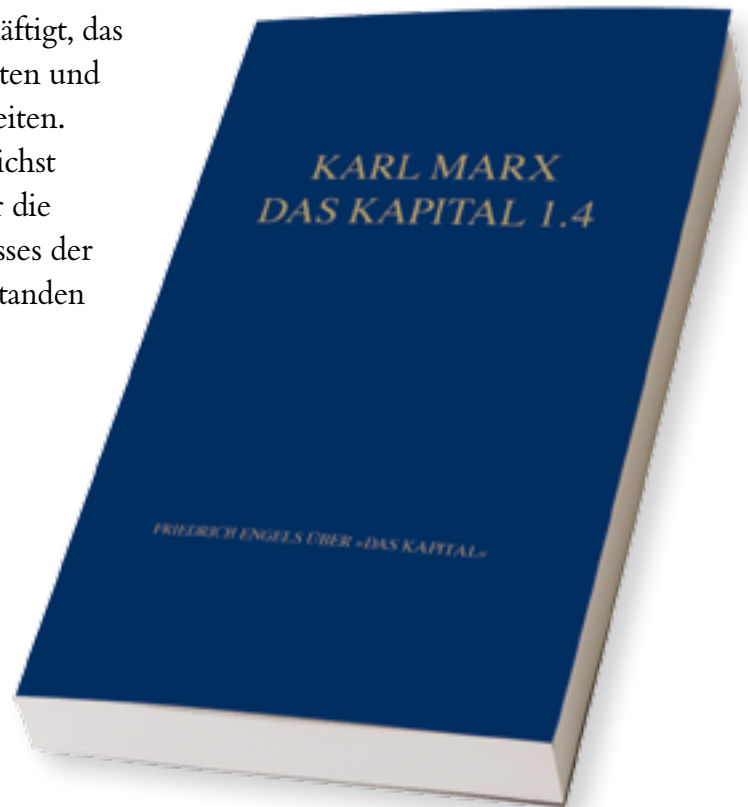 äftigt, das
ten und
eiten.
ichst
r die
sses der
tanden
KARL MARX
DAS KAPITAL 1.4
FRIEDRICH ENGELS ÜBER »DAS KAPITAL«